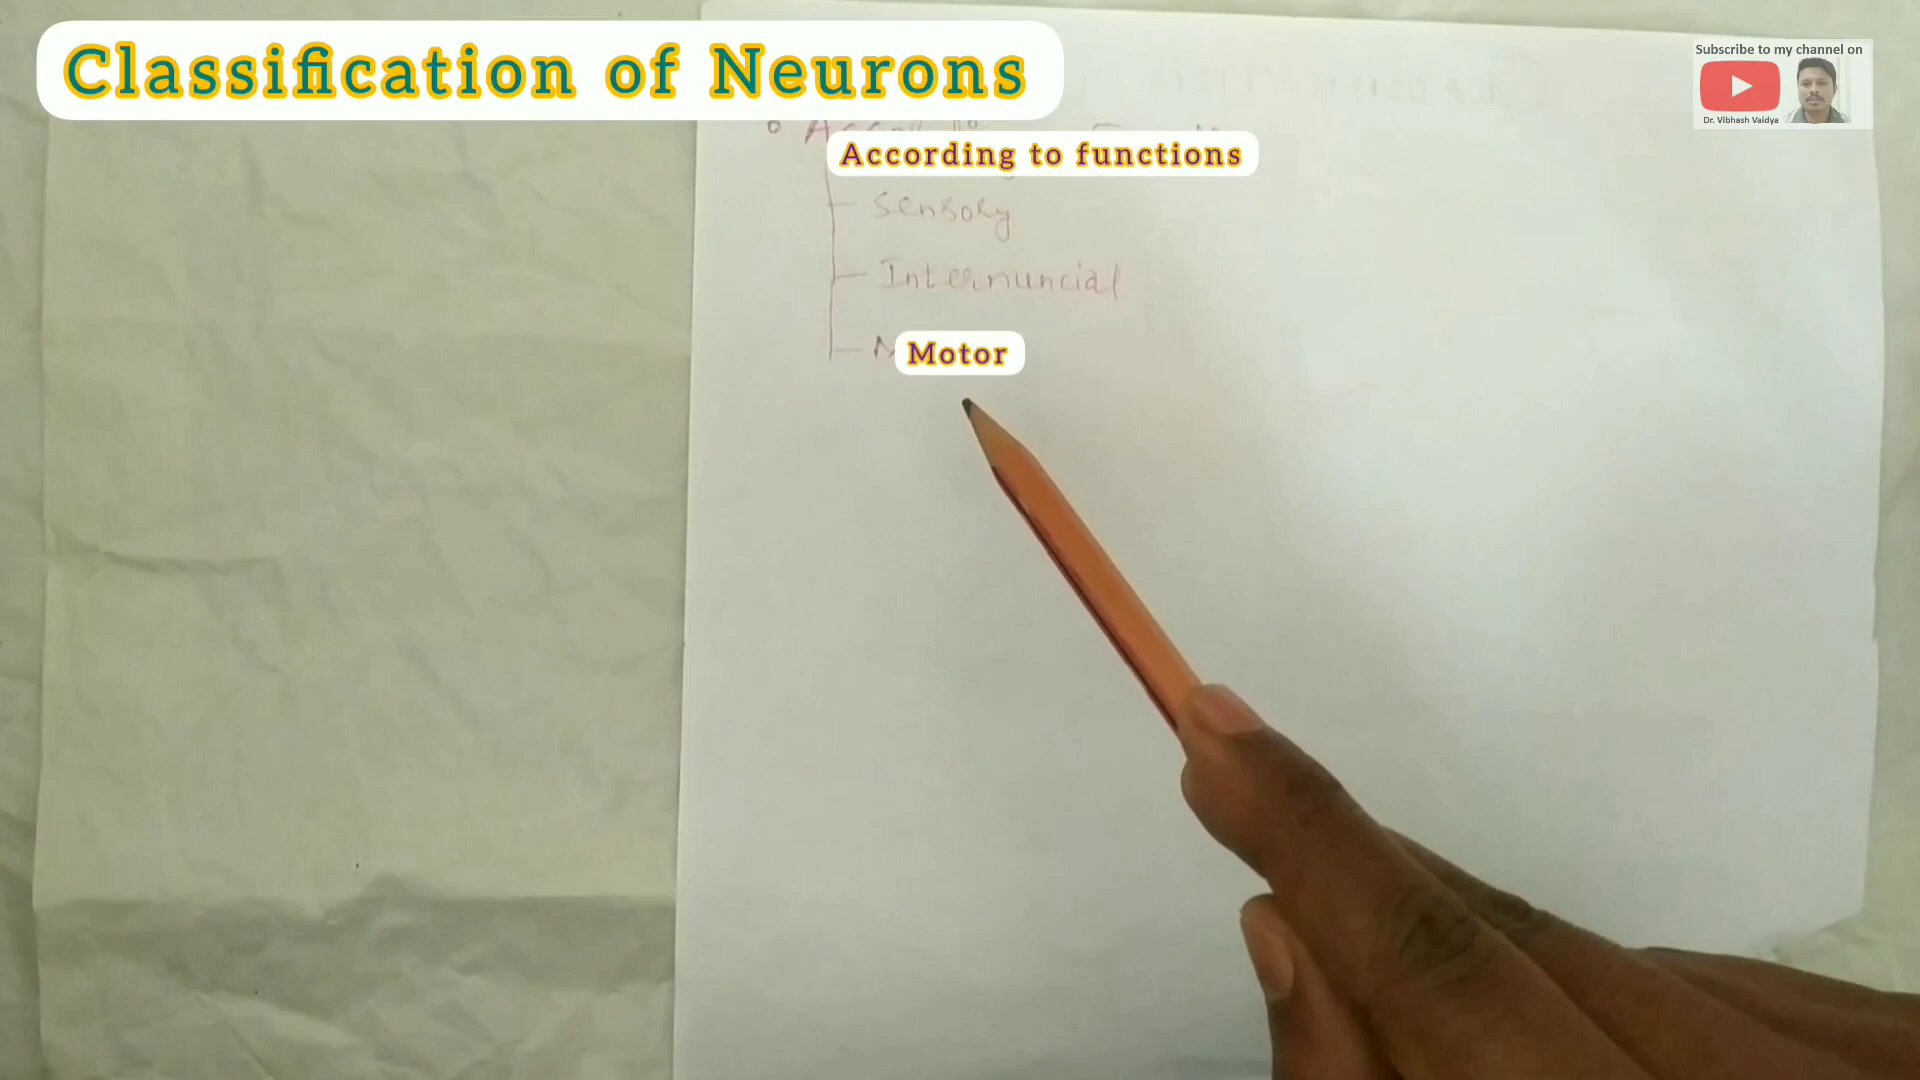 Classification of Neurons
Subscribe to my channel on
Dr. Vibhash Vaidya
According to functions
Sensory
Internuncial
Motor